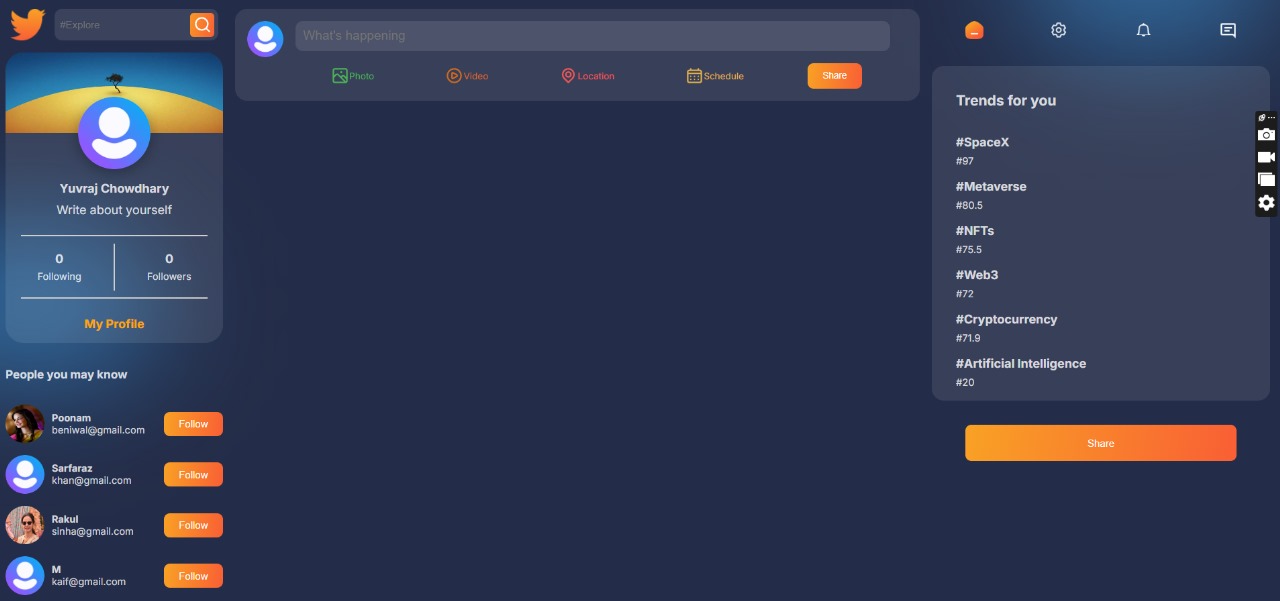 #Explore
Yuvraj Chowdhary
Write about yourself
0
Following
0
Followers
My Profile
People you may know
Poonam
beniwal@gmail.com
Follow
Sarfaraz
khan@gmail.com
Follow
Rakul
sinha@gmail.com
Follow
M
kaif@gmail.com
Follow
What's happening
Photo
Video
Location
Schedule
Share
Trends for you
#SpaceX
#97
#Metaverse
#80.5
#NFTs
#75.5
#Web3
#72
#Cryptocurrency
#71.9
#Artificial Intelligence
#20
Share